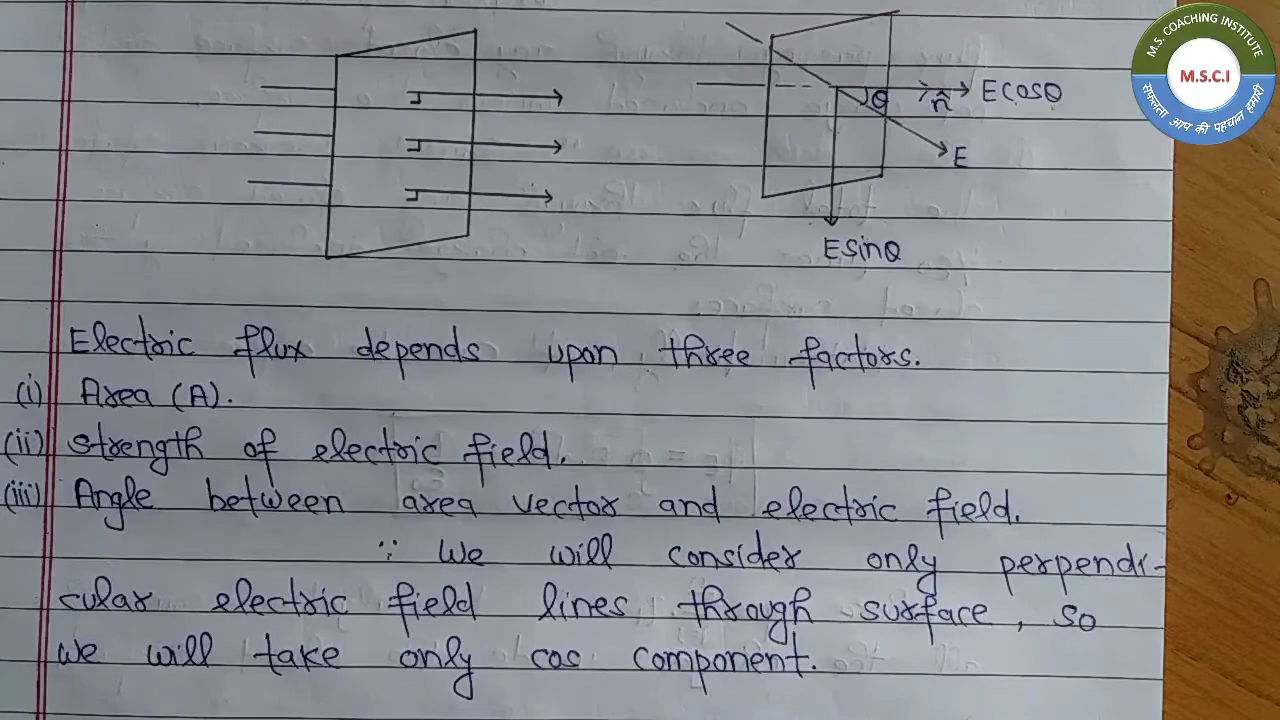 M.S. COACHING INSTITUTE
M.S.C.I
सफलता आप की पहचान हमारी
n̂
Ecosθ
θ
E
Esinθ
Electric flux depends upon three factors.
(i) Area (A).
(ii) Strength of electric field.
(iii) Angle between area vector and electric field.
∵ We will consider only perpendi-
cular electric field lines through surface, so
we will take only cos component.